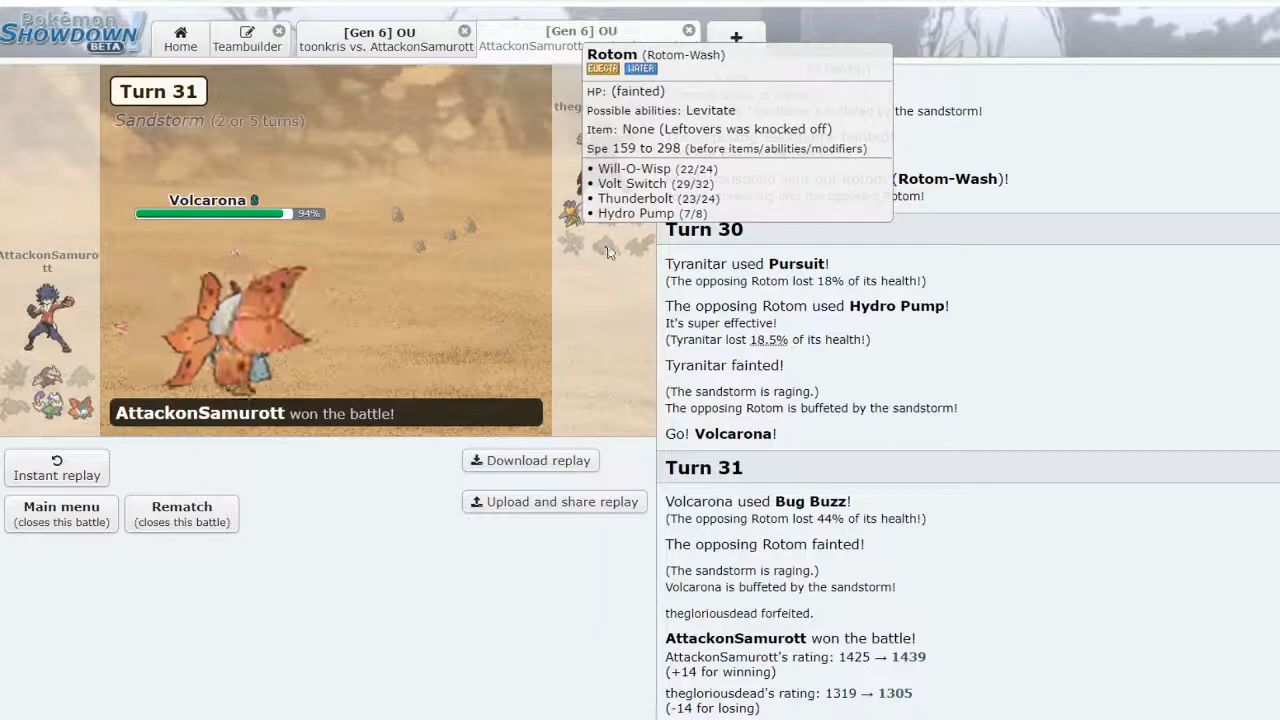 Pokémon
SHOWDOWN
BETA
Home
Teambuilder
[Gen 6] OU
toonkris vs. AttackonSamurott
[Gen 6] OU
AttackonSamurott
+
Rotom (Rotom-Wash)
ELECTR WATER
HP: (fainted)
Possible abilities: Levitate
Item: None (Leftovers was knocked off)
Spe 159 to 298 (before items/abilities/modifiers)
• Will-O-Wisp (22/24)
• Volt Switch (29/32)
• Thunderbolt (23/24)
• Hydro Pump (7/8)
Turn 31
Sandstorm (2 or 5 turns)
Volcarona
94%
AttackonSamuro
tt
theg
AttackonSamurott won the battle!
Instant replay
Download replay
Upload and share replay
Main menu
(closes this battle)
Rematch
(closes this battle)
is buffeted by the sandstorm!
(Rotom-Wash)!
Turn 30
Tyranitar used Pursuit!
(The opposing Rotom lost 18% of its health!)
The opposing Rotom used Hydro Pump!
It's super effective!
(Tyranitar lost 18.5% of its health!)
Tyranitar fainted!
(The sandstorm is raging.)
The opposing Rotom is buffeted by the sandstorm!
Go! Volcarona!
Turn 31
Volcarona used Bug Buzz!
(The opposing Rotom lost 44% of its health!)
The opposing Rotom fainted!
(The sandstorm is raging.)
Volcarona is buffeted by the sandstorm!
thegloriousdead forfeited.
AttackonSamurott won the battle!
AttackonSamurott's rating: 1425 → 1439
(+14 for winning)
thegloriousdead's rating: 1319 → 1305
(-14 for losing)